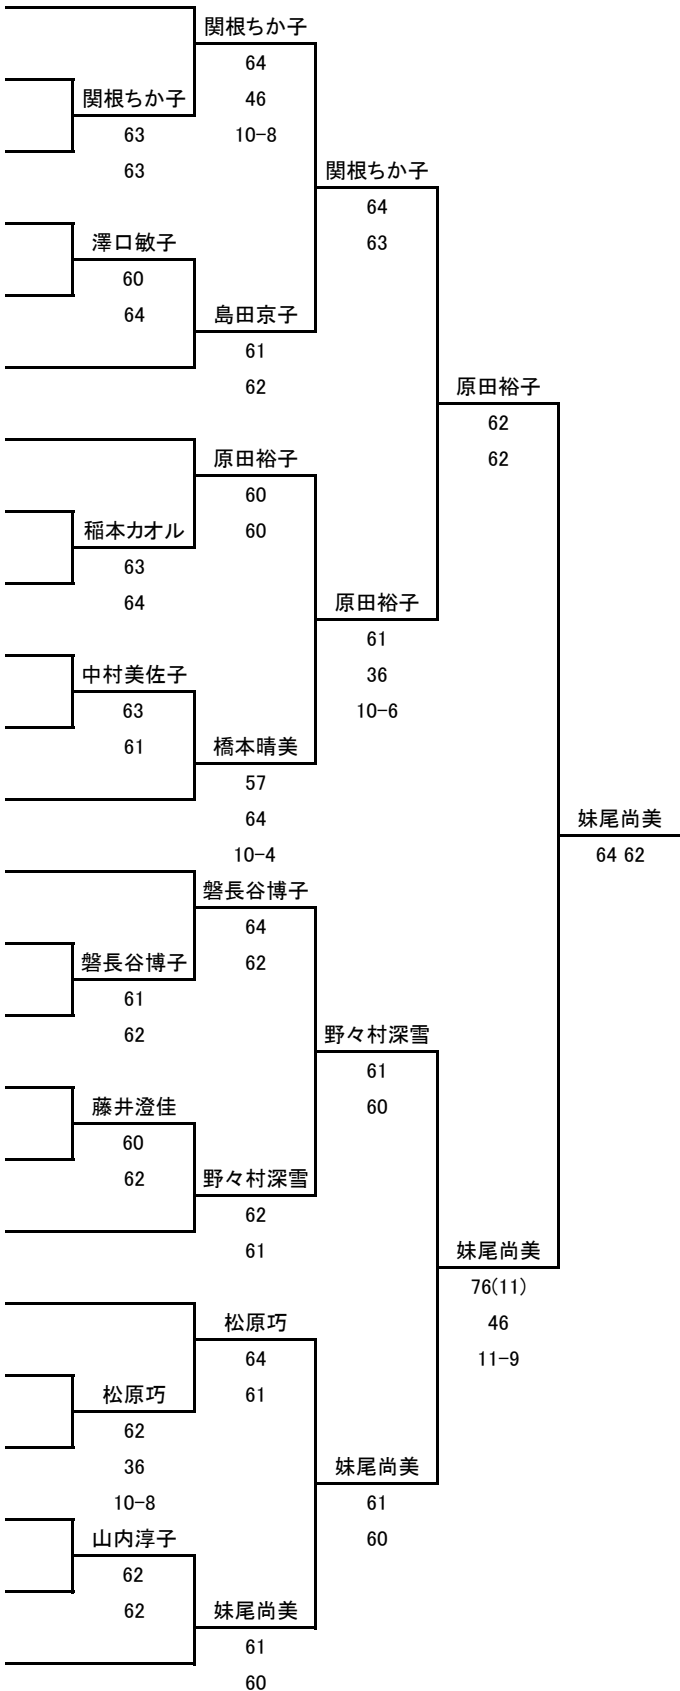 関根ちか子
64
関根ちか子
46
63
10-8
63
関根ちか子
64
澤口敏子
63
60
64
島田京子
61
62
原田裕子
62
原田裕子
62
60
稲本カオル
60
63
64
原田裕子
61
中村美佐子
36
63
10-6
61
橋本晴美
57
64
妹尾尚美
10-4
64 62
磐長谷博子
64
磐長谷博子
62
61
62
野々村深雪
61
藤井澄佳
60
60
62
野々村深雪
62
61
妹尾尚美
76(11)
松原巧
46
64
11-9
松原巧
61
62
36
妹尾尚美
10-8
61
山内淳子
60
62
62
妹尾尚美
61
60